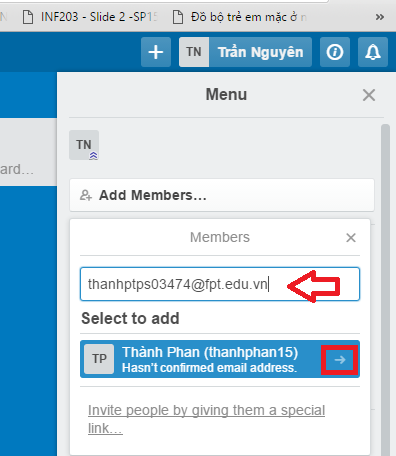 INF203 - Slide 2 -SP15
Đồ bộ trẻ em mặc ở n
»
+ TN Trần Nguyên
Menu
ard…
TN
Add Members…
Members
thanhptps03474@fpt.edu.vn
Select to add
TP Thành Phan (thanhphan15)
Hasn't confirmed email address.
Invite people by giving them a special
link…